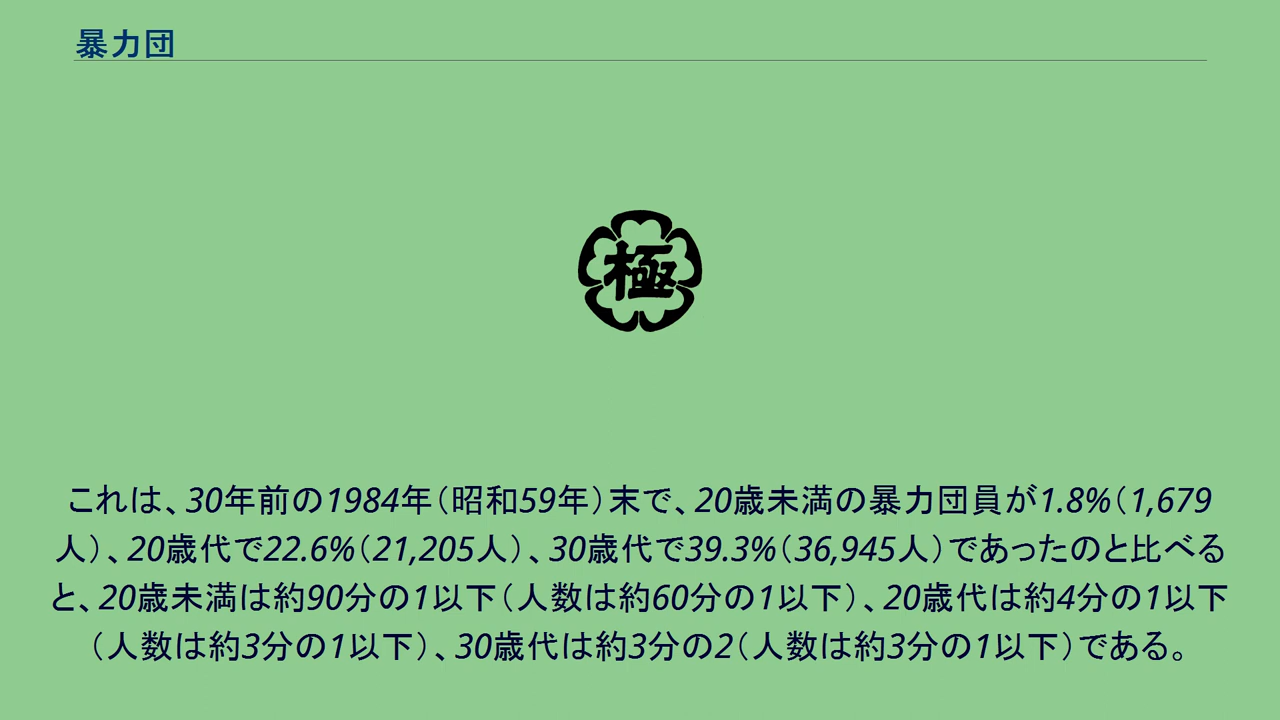 暴力団
極
これは、30年前の1984年（昭和59年）末で、20歳未満の暴力団員が1.8%（1,679
人）、20歳代で22.6%（21,205人）、30歳代で39.3%（36,945人）であったのと比べる
と、20歳未満は約90分の1以下（人数は約60分の1以下）、20歳代は約4分の1以下
（人数は約3分の1以下）、30歳代は約3分の2（人数は約3分の1以下）である。